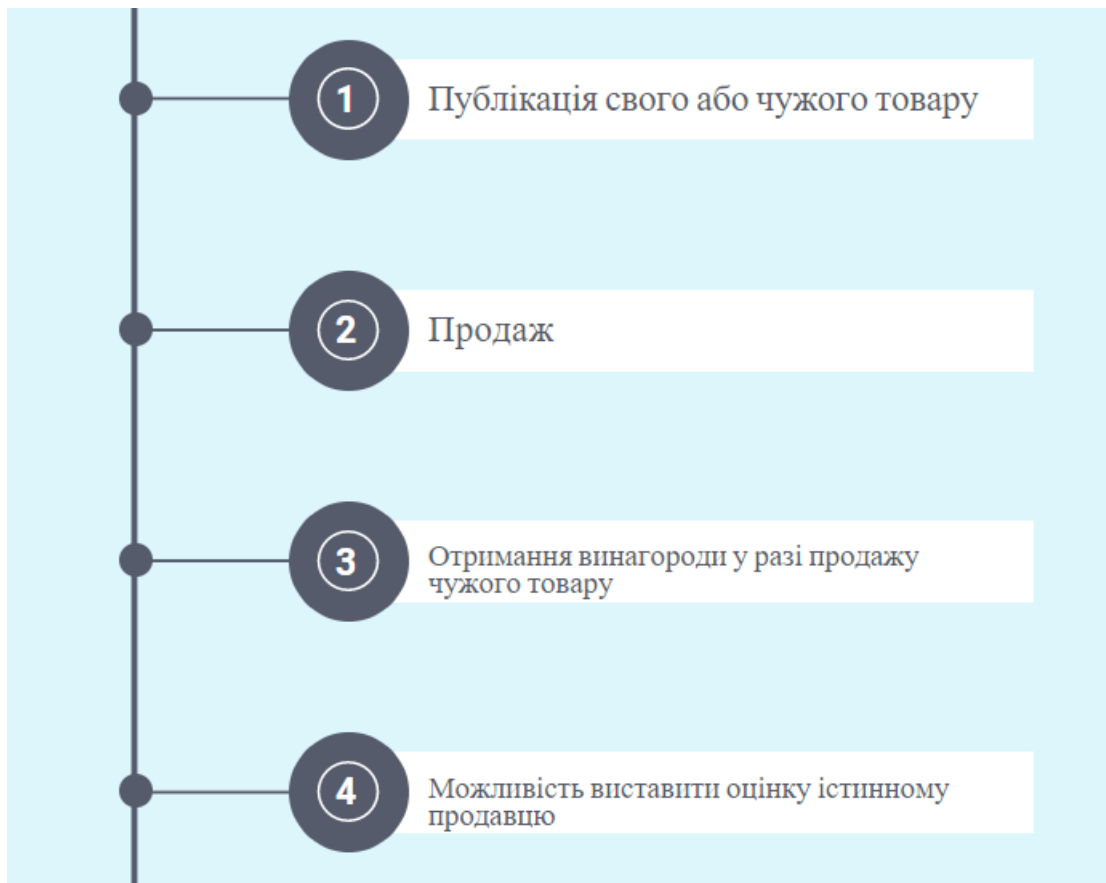 1
Публікація свого або чужого товару
2
Продаж
3
Отримання винагороди у разі продажу
чужого товару
4
Можливість виставити оцінку істинному
продавцю